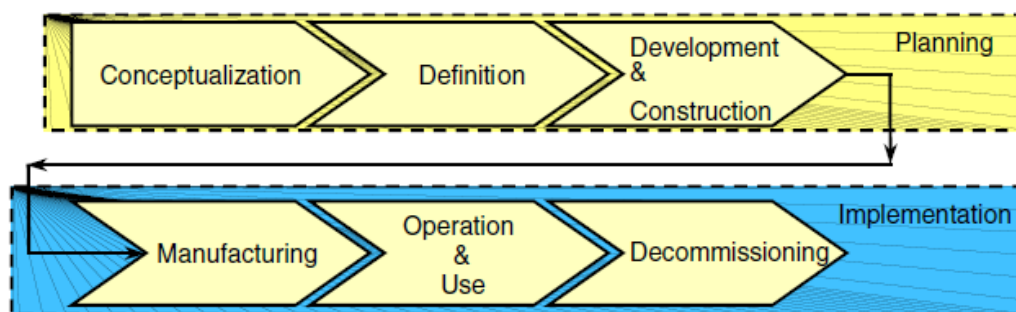 Planning
Conceptualization
Definition
Development
&
Construction
Implementation
Manufacturing
Operation
&
Use
Decommissioning